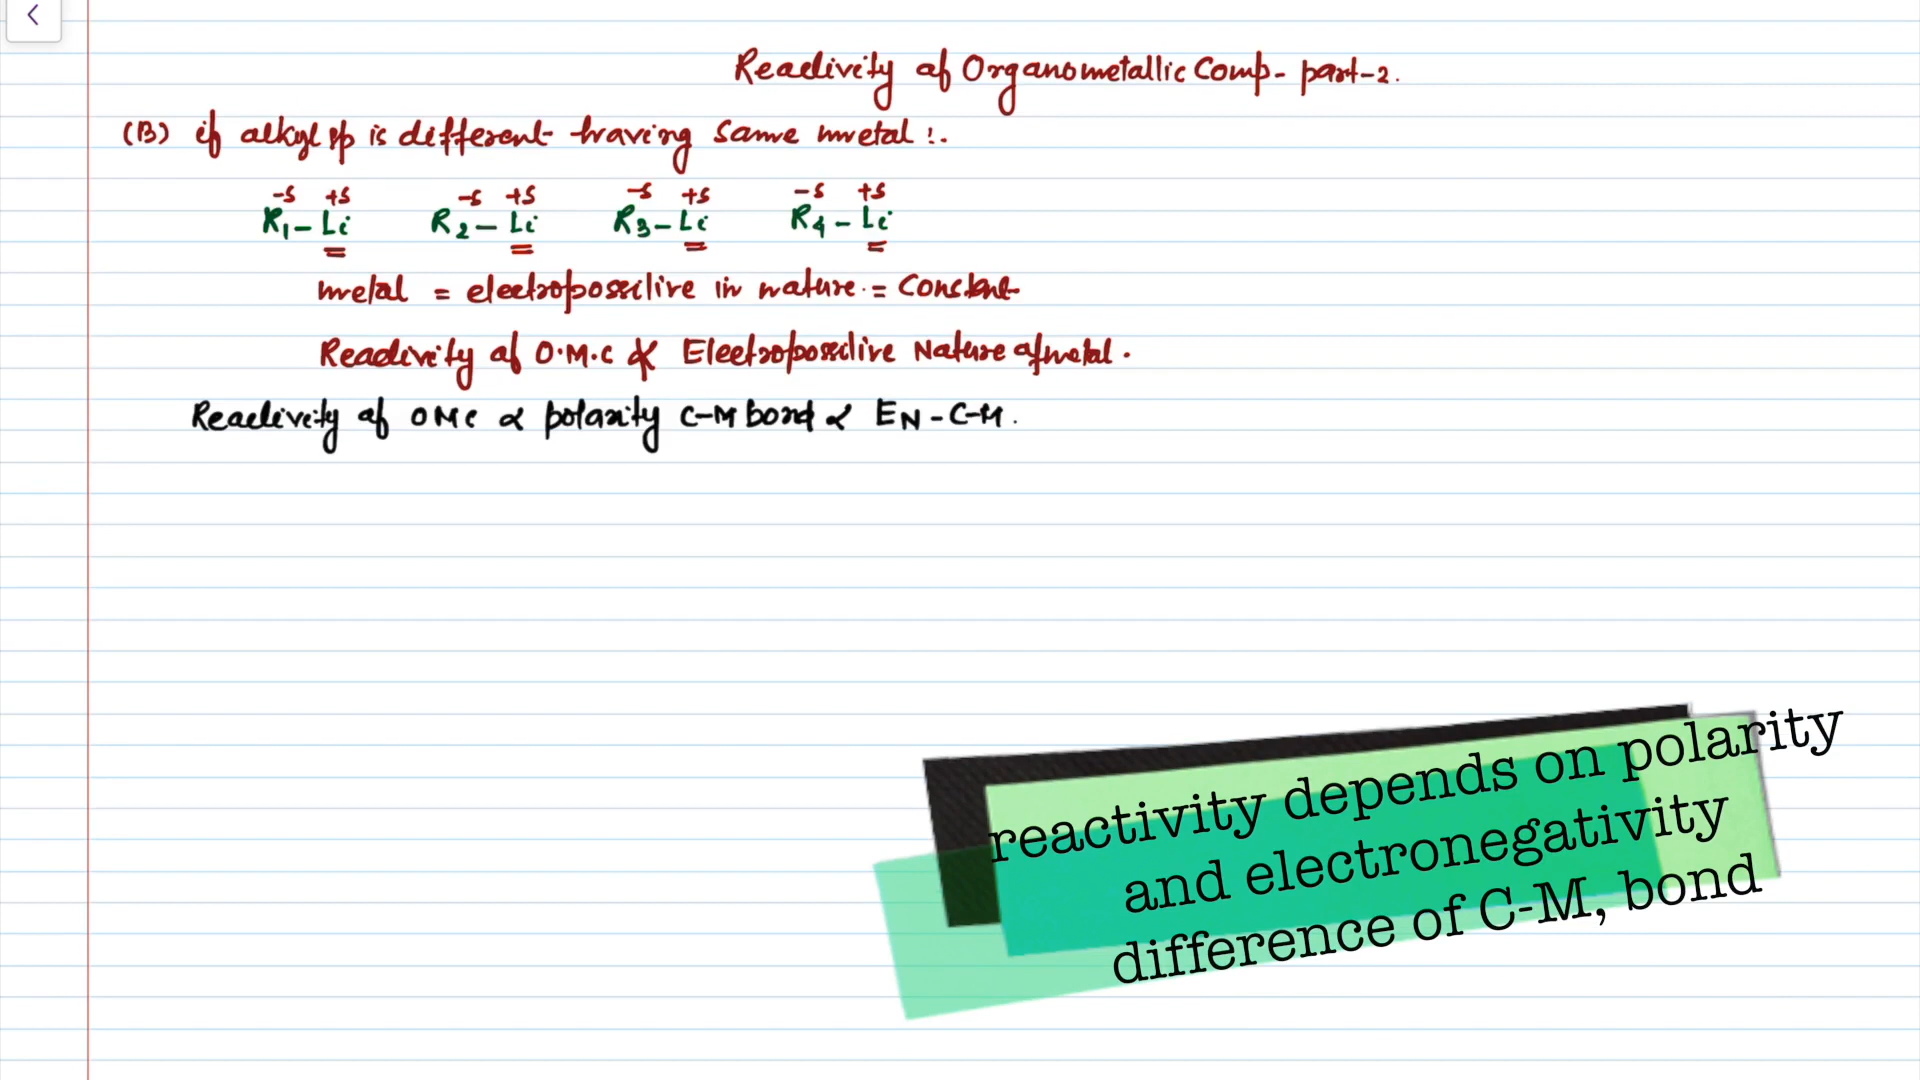 Reactivity of Organometallic Comp- part-2.
(B) if alkyl gp is different having same metal :.
-δ +δ -δ +δ -δ +δ -δ +δ
R1-Li R2-Li R3-Li R4-Li
metal = electropossitive in nature = Constant
Reactivity of O.M.C ∝̸ Electropossitive Nature of metal.
Reactivity of OMC ∝ polarity C-M bond ∝ EN-C-M.
reactivity depends on polarity
and electronegativity
difference of C-M, bond